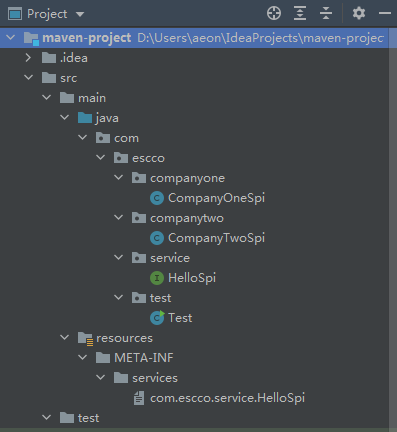 Project
maven-project D:\Users\aeon\IdeaProjects\maven-projec
.idea
src
main
java
com
escco
companyone
CompanyOneSpi
companytwo
CompanyTwoSpi
service
HelloSpi
test
Test
resources
META-INF
services
com.escco.service.HelloSpi
test